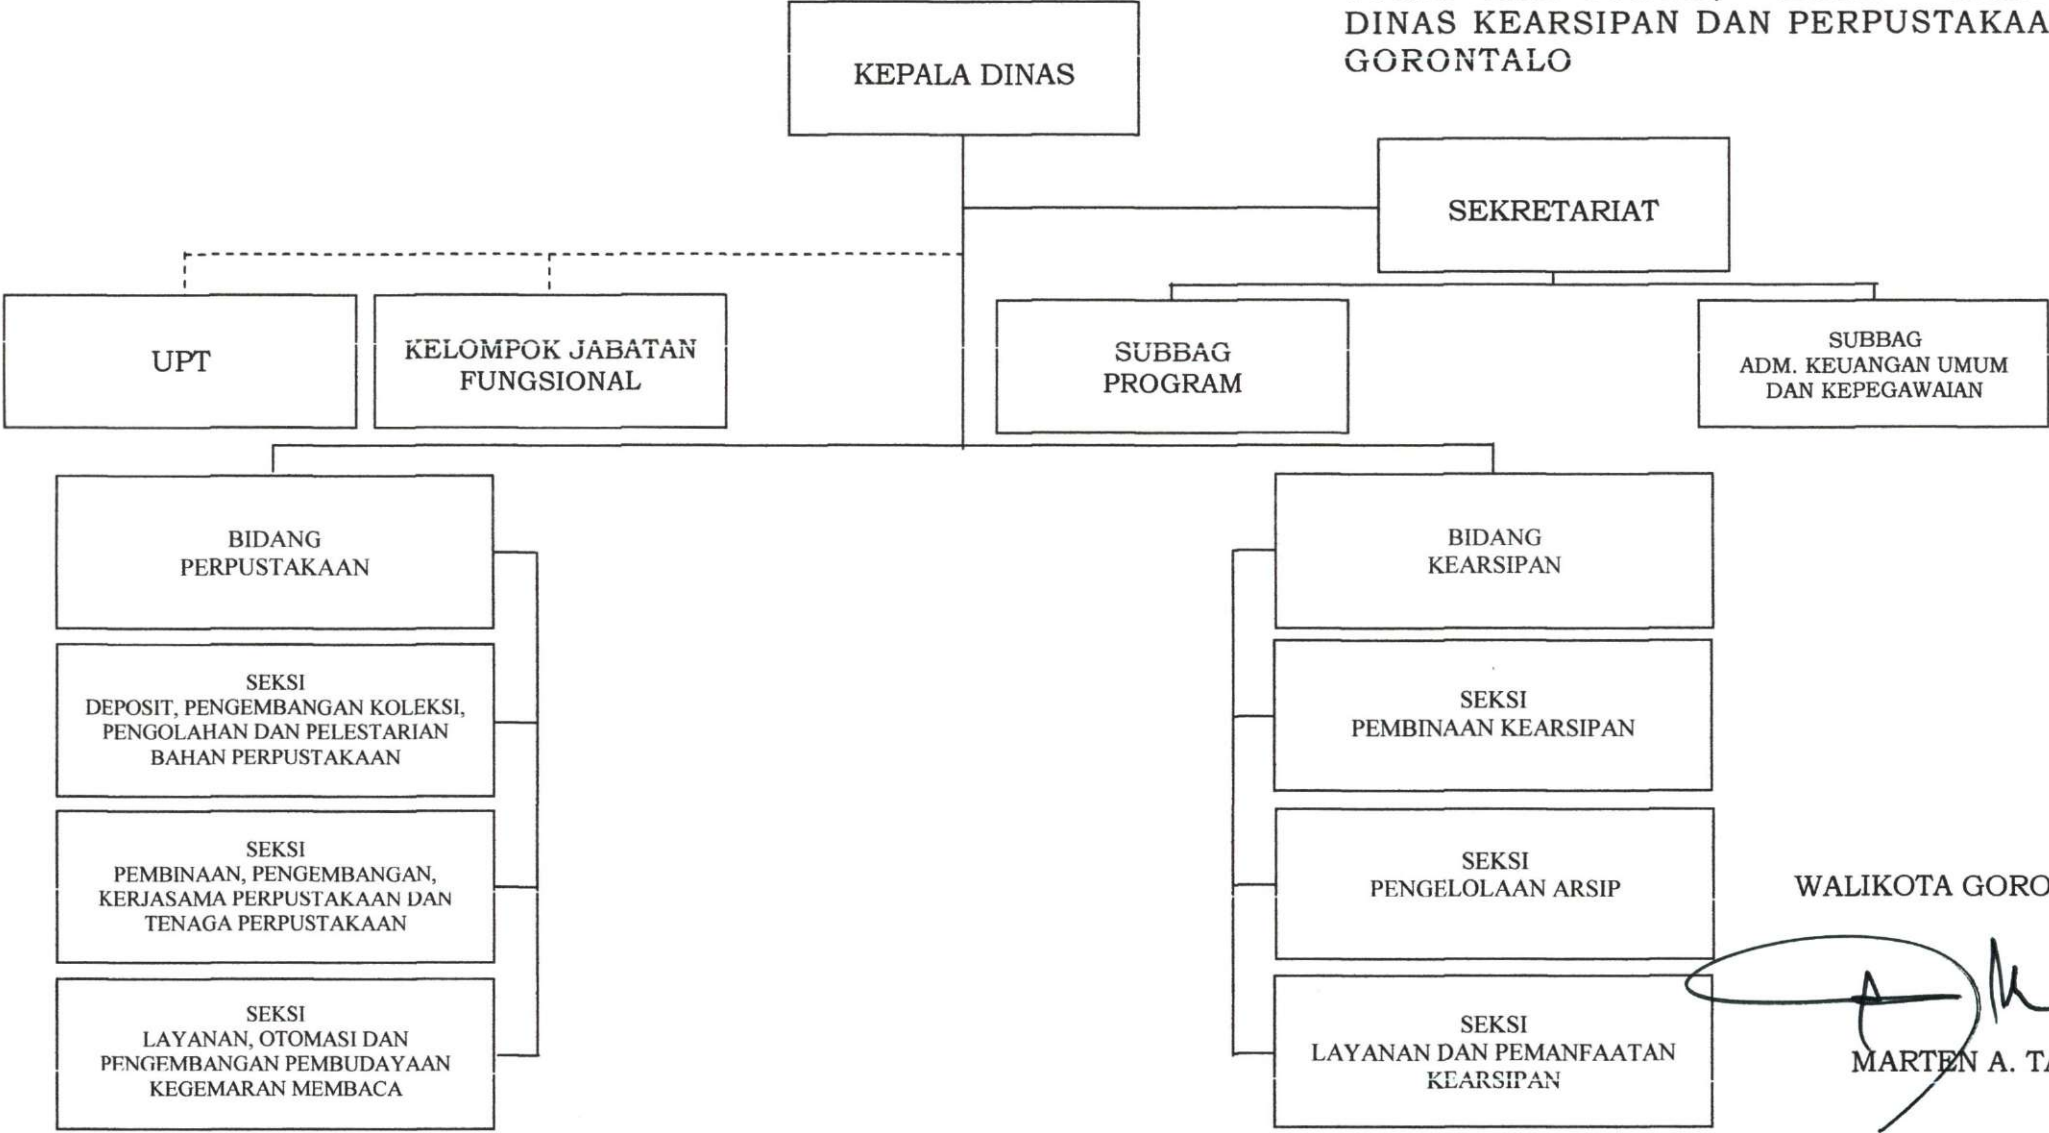 DINAS KEARSIPAN DAN PERPUSTAKAA
GORONTALO
KEPALA DINAS
SEKRETARIAT
UPT
KELOMPOK JABATAN
FUNGSIONAL
SUBBAG
PROGRAM
SUBBAG
ADM. KEUANGAN UMUM
DAN KEPEGAWAIAN
BIDANG
PERPUSTAKAAN
SEKSI
DEPOSIT, PENGEMBANGAN KOLEKSI,
PENGOLAHAN DAN PELESTARIAN
BAHAN PERPUSTAKAAN
SEKSI
PEMBINAAN, PENGEMBANGAN,
KERJASAMA PERPUSTAKAAN DAN
TENAGA PERPUSTAKAAN
SEKSI
LAYANAN, OTOMASI DAN
PENGEMBANGAN PEMBUDAYAAN
KEGEMARAN MEMBACA
BIDANG
KEARSIPAN
SEKSI
PEMBINAAN KEARSIPAN
SEKSI
PENGELOLAAN ARSIP
SEKSI
LAYANAN DAN PEMANFAATAN
KEARSIPAN
WALIKOTA GORO
MARTEN A. TA